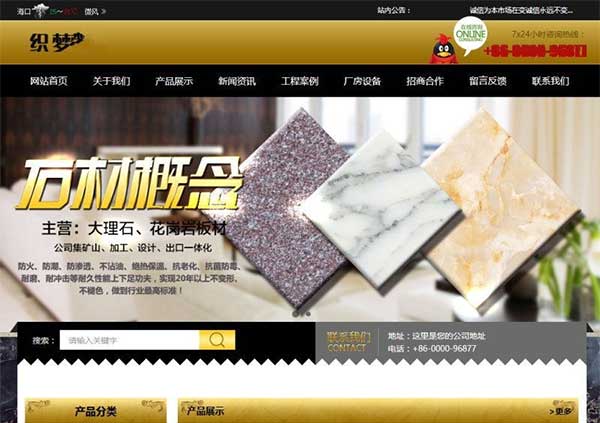 海口 微风 站内公告： 诚信为本市场在变诚信永远不变...
织梦
在线咨询
ONLINE
CONSULTING
7x24小时咨询热线：
+86-0000-96877
网站首页 关于我们 产品展示 新闻资讯 工程案例 厂房设备 招商合作 留言反馈 联系我们
石材概念
主营：大理石、花岗岩板材
公司集矿山、加工、设计、出口一体化
防火、防潮、防渗透、不沾油、绝热保温、抗老化、抗菌防霉、
耐磨、耐冲击等耐久性能上下足功夫，实现20年以上不变形、
不褪色，做到行业最高标准！
搜索： 请输入关键字
联系我们
CONTACT
地址：这里是您的公司地址
电话：+86-0000-96877
产品分类 产品展示 >更多